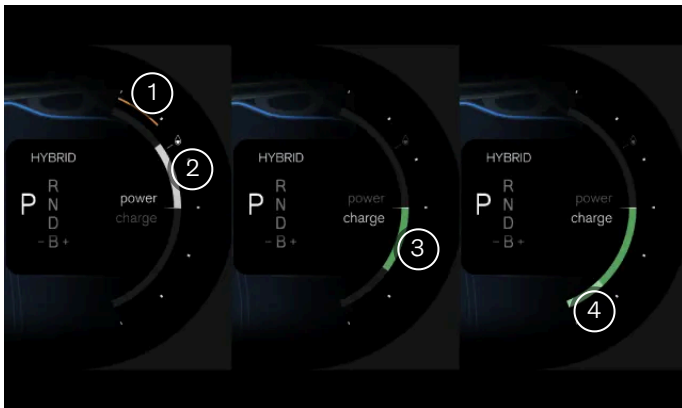 1
2
HYBRID
P
R
N
D
- B +
power
charge
HYBRID
P
R
N
D
- B +
power
charge
3
HYBRID
P
R
N
D
- B +
power
charge
4